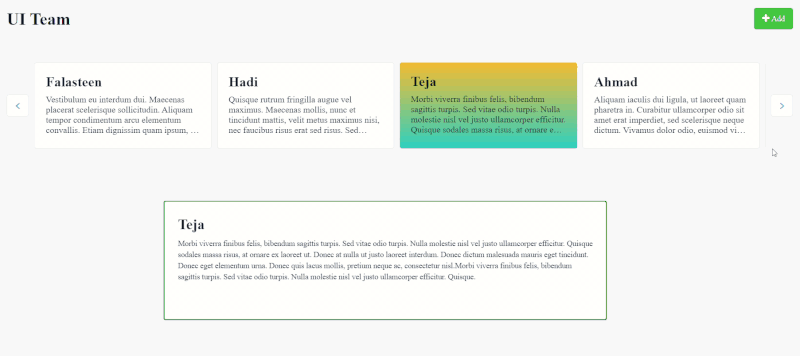 UI Team
Add
Falasteen
Vestibulum eu interdum dui. Maecenas
placerat scelerisque sollicitudin. Aliquam
tempor condimentum arcu elementum
convallis. Etiam dignissim quam ipsum, …
Hadi
Quisque rutrum fringilla augue vel
maximus. Maecenas mollis, nunc et
tincidunt mattis, velit metus maximus nisi,
nec faucibus risus erat sed risus. Sed…
Teja
Morbi viverra finibus felis, bibendum
sagittis turpis. Sed vitae odio turpis. Nulla
molestie nisl vel justo ullamcorper efficitur.
Quisque sodales massa risus, at ornare e…
Ahmad
Aliquam iaculis dui ligula, ut laoreet quam
pharetra in. Curabitur ullamcorper odio sit
amet erat imperdiet, sed scelerisque neque
dictum. Vivamus dolor odio, euismod vi…
Teja
Morbi viverra finibus felis, bibendum sagittis turpis. Sed vitae odio turpis. Nulla molestie nisl vel justo ullamcorper efficitur. Quisque
sodales massa risus, at ornare ex laoreet ut. Donec at nulla ut justo laoreet interdum. Donec dictum malesuada mauris eget tincidunt.
Donec eget elementum urna. Donec quis lacus mollis, pretium neque ac, consectetur nisl.Morbi viverra finibus felis, bibendum
sagittis turpis. Sed vitae odio turpis. Nulla molestie nisl vel justo ullamcorper efficitur. Quisque.